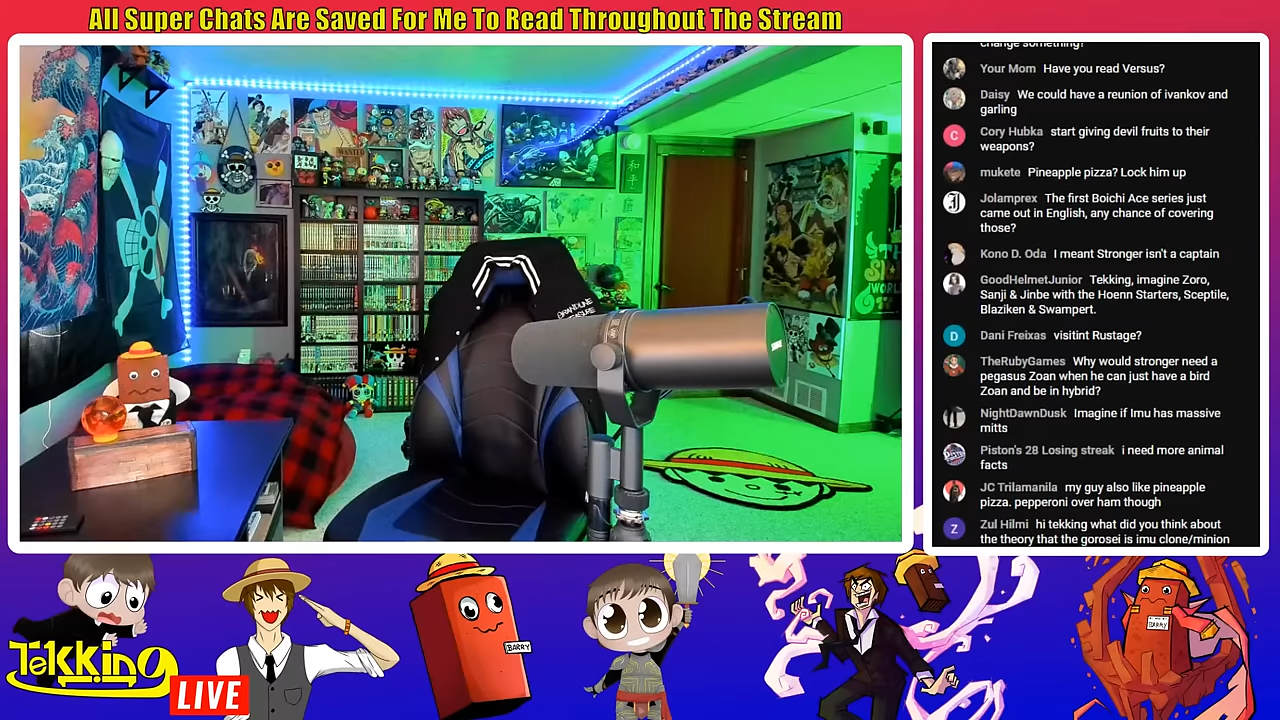 All Super Chats Are Saved For Me To Read Throughout The Stream
change something?
Your Mom Have you read Versus?
Daisy We could have a reunion of ivankov and
garling
Cory Hubka start giving devil fruits to their
weapons?
mukete Pineapple pizza? Lock him up
Jolamprex The first Boichi Ace series just
came out in English, any chance of covering
those?
Kono D. Oda I meant Stronger isn't a captain
GoodHelmetJunior Tekking, imagine Zoro,
Sanji & Jinbe with the Hoenn Starters, Sceptile,
Blaziken & Swampert.
Dani Freixas visitint Rustage?
TheRubyGames Why would stronger need a
pegasus Zoan when he can just have a bird
Zoan and be in hybrid?
NightDawnDusk Imagine if Imu has massive
mitts
Piston's 28 Losing streak i need more animal
facts
JC Trilamanila my guy also like pineapple
pizza. pepperoni over ham though
Zul Hilmi hi tekking what did you think about
the theory that the gorosei is imu clone/minion
C
D
Z
WANTED
GRANDLINE
TREASURE
和平
WORLD
Tekking
LIVE
BARRY
BARRY